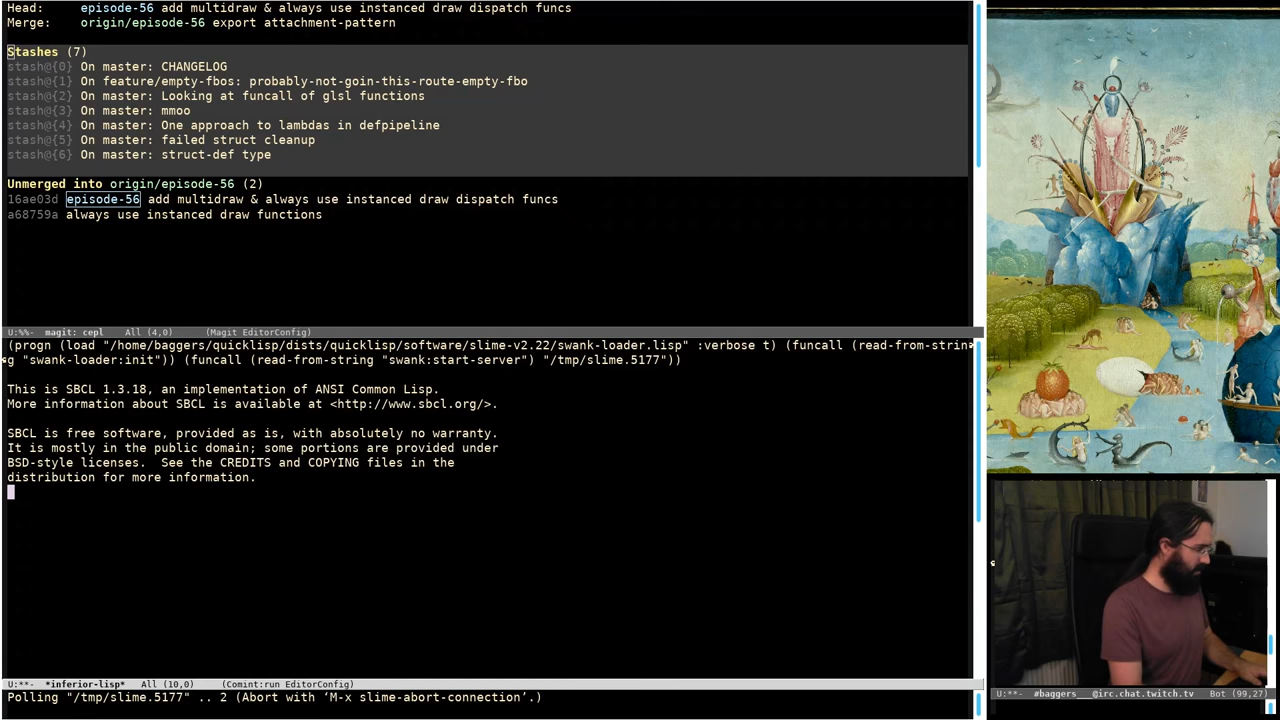 Head:     episode-56 add multidraw & always use instanced draw dispatch funcs
Merge:    origin/episode-56 export attachment-pattern
Stashes (7)
stash@{0} On master: CHANGELOG
stash@{1} On feature/empty-fbos: probably-not-goin-this-route-empty-fbo
stash@{2} On master: Looking at funcall of glsl functions
stash@{3} On master: mmoo
stash@{4} On master: One approach to lambdas in defpipeline
stash@{5} On master: failed struct cleanup
stash@{6} On master: struct-def type
Unmerged into origin/episode-56 (2)
16ae03d episode-56 add multidraw & always use instanced draw dispatch funcs
a68759a always use instanced draw functions
U:%%-  magit: cepl    All (4,0)      (Magit EditorConfig)
(progn (load "/home/baggers/quicklisp/dists/quicklisp/software/slime-v2.22/swank-loader.lisp" :verbose t) (funcall (read-from-strin
g "swank-loader:init")) (funcall (read-from-string "swank:start-server") "/tmp/slime.5177"))
This is SBCL 1.3.18, an implementation of ANSI Common Lisp.
More information about SBCL is available at <http://www.sbcl.org/>.
SBCL is free software, provided as is, with absolutely no warranty.
It is mostly in the public domain; some portions are provided under
BSD-style licenses.  See the CREDITS and COPYING files in the
distribution for more information.
U:**-  *inferior-lisp*   All (10,0)     (Comint:run EditorConfig)
Polling "/tmp/slime.5177" .. 2 (Abort with ‘M-x slime-abort-connection’.)
U:**-  #baggers___@irc.chat.twitch.tv   Bot (99,27)